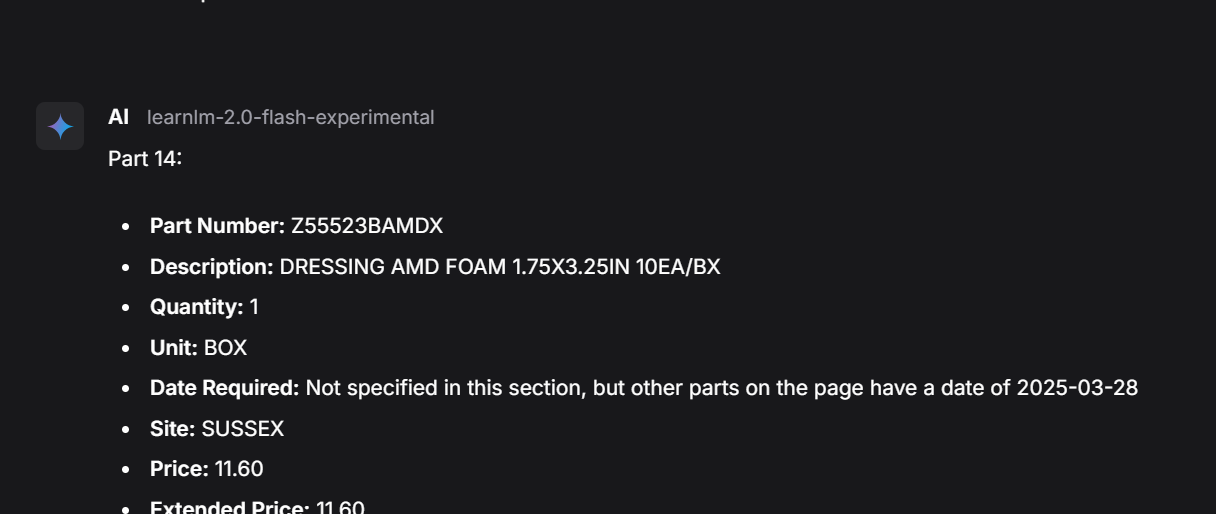 AI learnlm-2.0-flash-experimental
Part 14:
Part Number: Z55523BAMDX
Description: DRESSING AMD FOAM 1.75X3.25IN 10EA/BX
Quantity: 1
Unit: BOX
Date Required: Not specified in this section, but other parts on the page have a date of 2025-03-28
Site: SUSSEX
Price: 11.60
Extended Price: 11.60